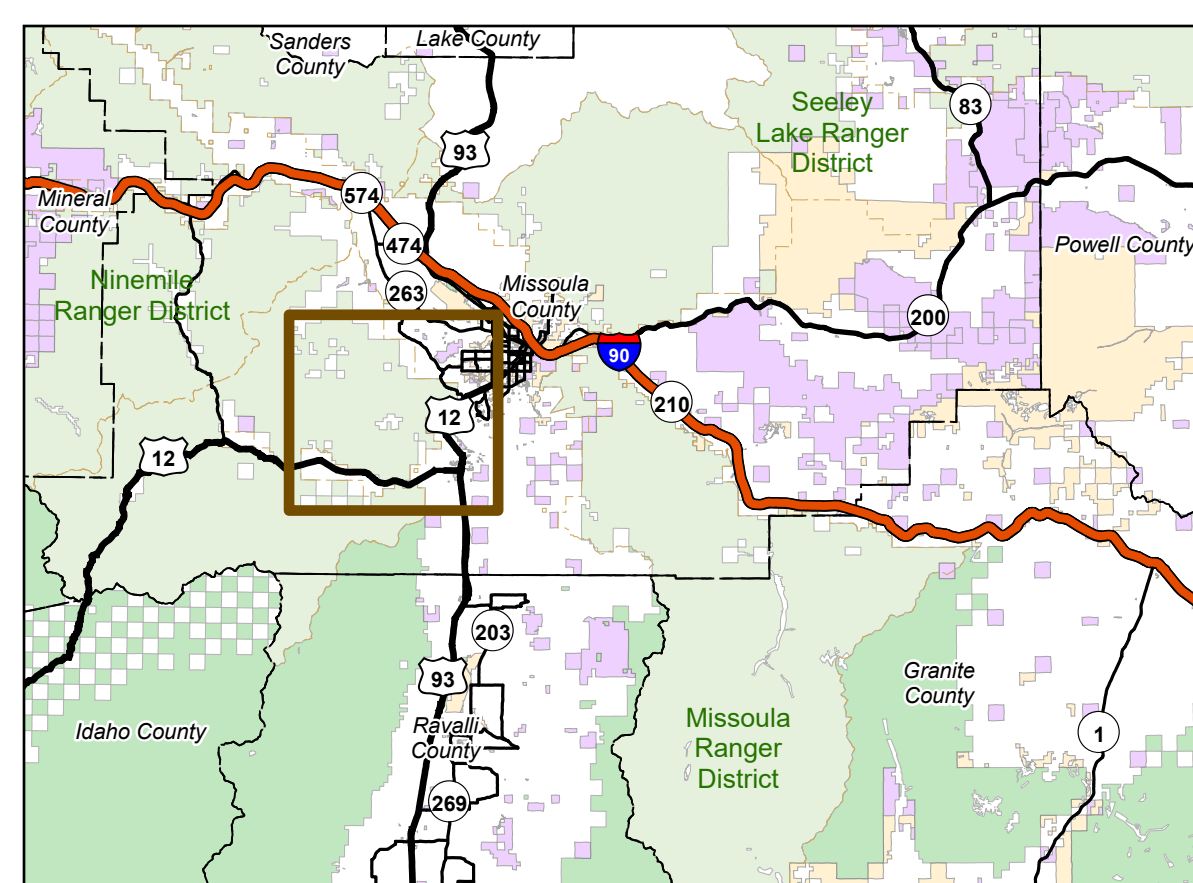 Sanders
County
Lake County
93
Seeley
Lake Ranger
District
83
574
Mineral
County
474
Powell County
Ninemile
Ranger District
263
Missoula
County
200
90
210
12
12
203
93
Granite
County
Idaho County
Ravalli
County
Missoula
Ranger
District
1
269